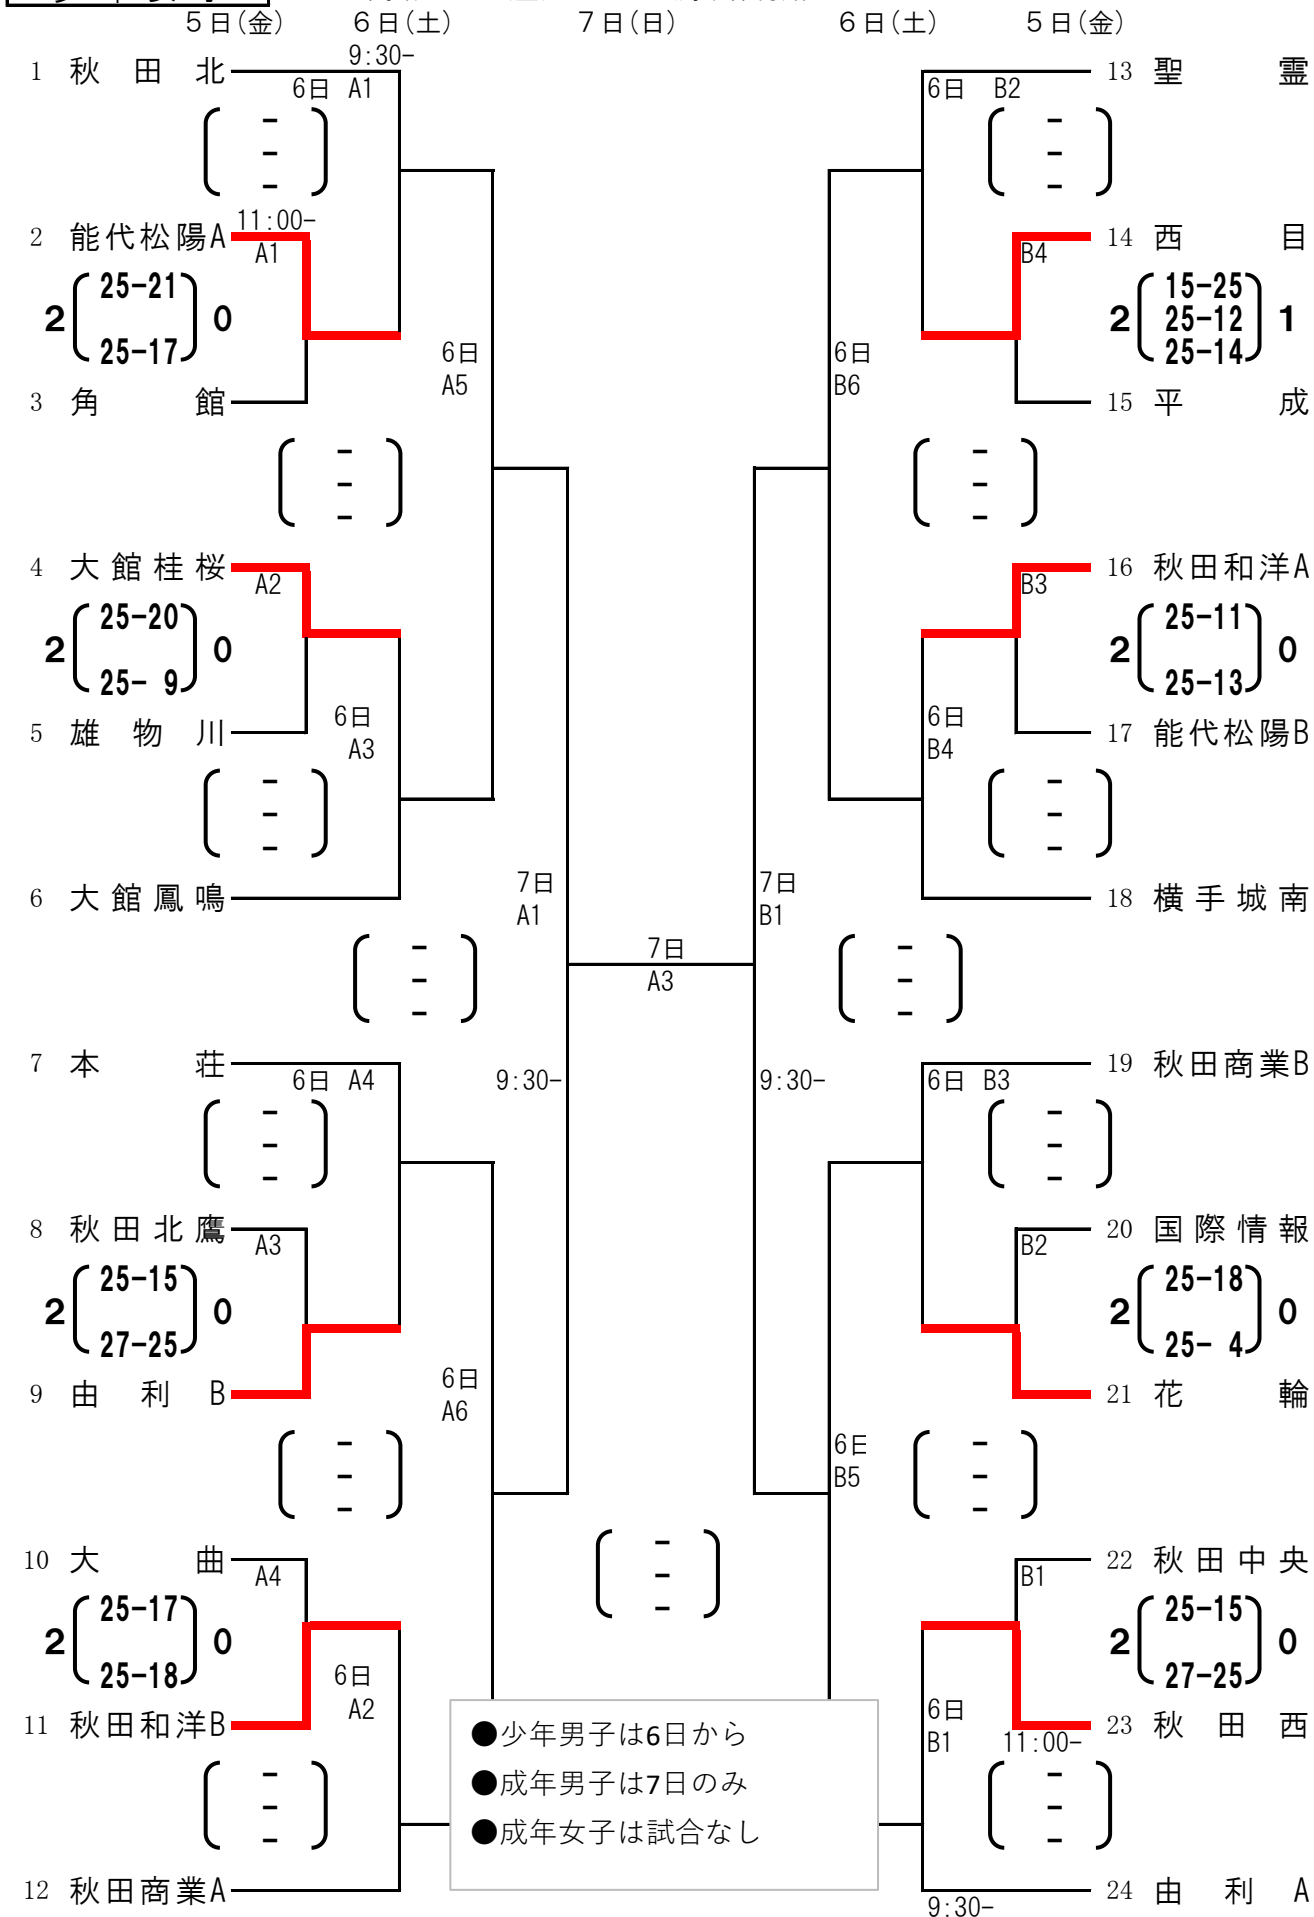 5日(金) 6日(土) 7日(日) 6日(土) 5日(金)
1 秋田北
9:30-
6日 A1
- - -
2 能代松陽A
11:00-
A1
2 25-21 0
25-17
3 角館
6日
A5
- - -
4 大館桂桜
A2
2 25-20 0
25- 9
5 雄物川
6日
A3
- - -
6 大館鳳鳴
7日
A1
- - -
9:30-
7 本荘
6日 A4
- - -
8 秋田北鷹
A3
2 25-15 0
27-25
9 由利B
6日
A6
- - -
10 大曲
A4
2 25-17 0
25-18
11 秋田和洋B
6日
A2
- - -
12 秋田商業A
7日
A3
- - -
13 聖霊
6日 B2
- - -
14 西目
B4
2 15-25 1
25-12
25-14
15 平成
6日
B6
- - -
16 秋田和洋A
B3
2 25-11 0
25-13
17 能代松陽B
6日
B4
- - -
18 横手城南
7日
B1
- - -
9:30-
19 秋田商業B
6日 B3
- - -
20 国際情報
B2
2 25-18 0
25- 4
21 花輪
6日
B5
- - -
22 秋田中央
B1
2 25-15 0
27-25
23 秋田西
11:00-
6日
B1
- - -
24 由利A
9:30-
●少年男子は6日から
●成年男子は7日のみ
●成年女子は試合なし